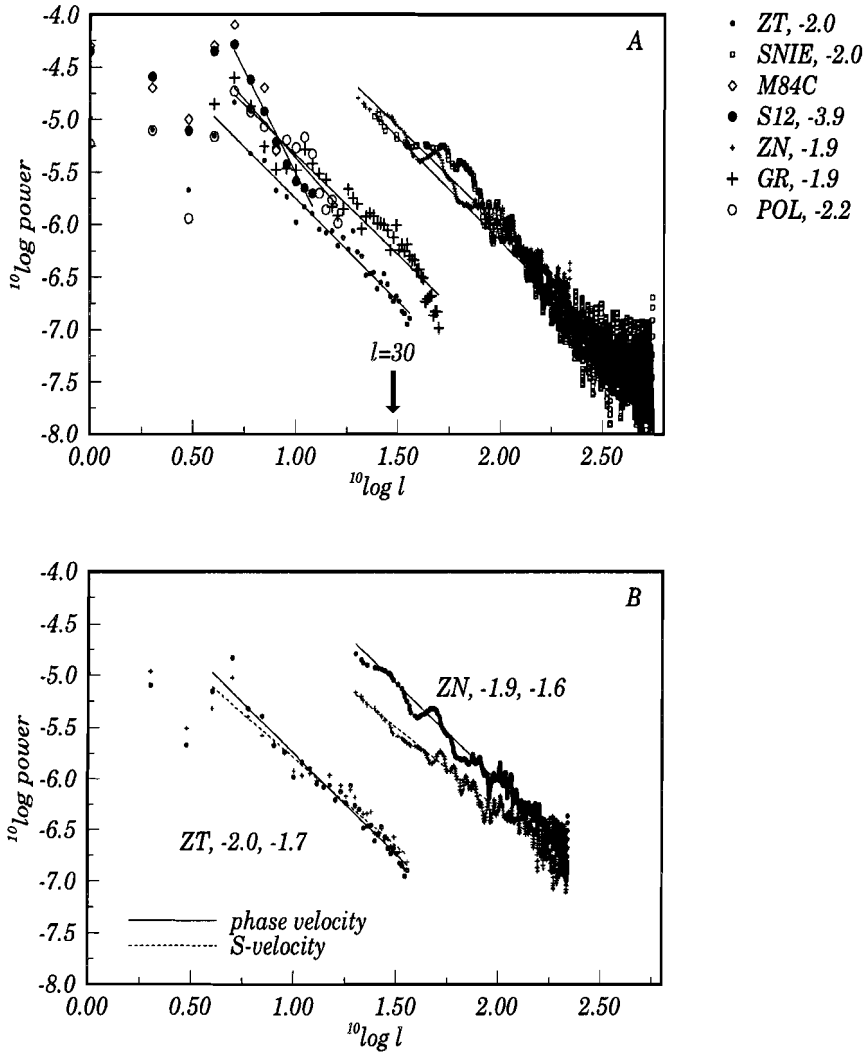 A
ZT, -2.0
SNIE, -2.0
M84C
S12, -3.9
ZN, -1.9
GR, -1.9
POL, -2.2
-4.0
-4.5
-5.0
-5.5
-6.0
-6.5
-7.0
-7.5
-8.0
¹⁰log power
l=30
0.00 0.50 1.00 1.50 2.00 2.50
¹⁰log l
B
-4.0
-4.5
-5.0
-5.5
-6.0
-6.5
-7.0
-7.5
-8.0
¹⁰log power
ZN, -1.9, -1.6
ZT, -2.0, -1.7
phase velocity
S-velocity
0.00 0.50 1.00 1.50 2.00 2.50
¹⁰log l